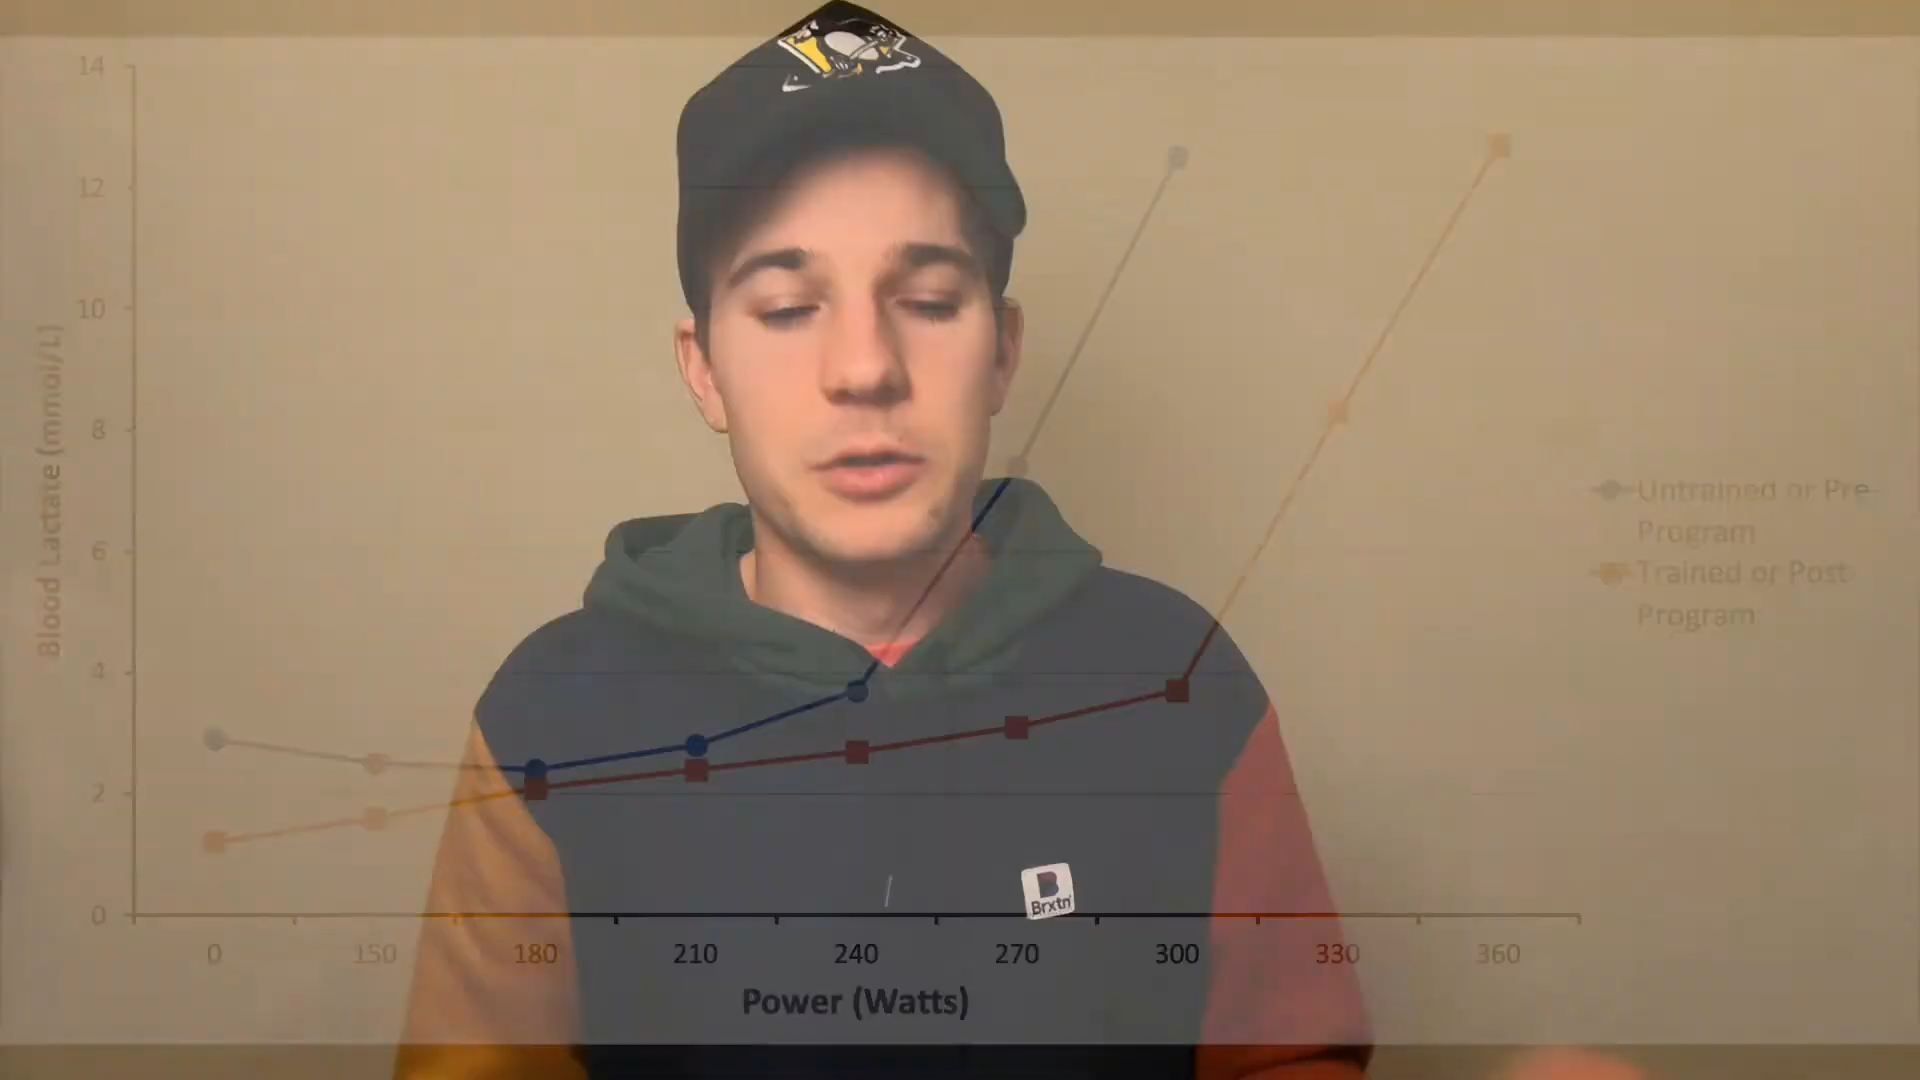 14
12
10
8
6
4
2
0
Blood Lactate (mmol/L)
Untrained or Pre-
Program
Trained or Post
Program
B
Brxtn
0 150 180 210 240 270 300 330 360
Power (Watts)